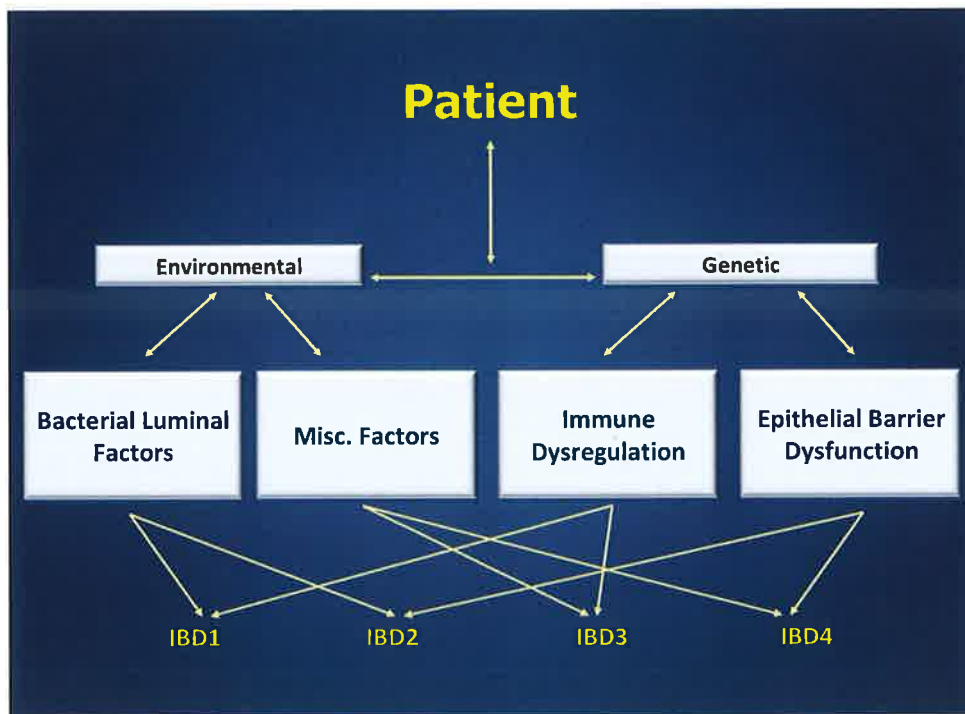 Patient
Environmental
Genetic
Bacterial Luminal
Factors
Misc. Factors
Immune
Dysregulation
Epithelial Barrier
Dysfunction
IBD1
IBD2
IBD3
IBD4